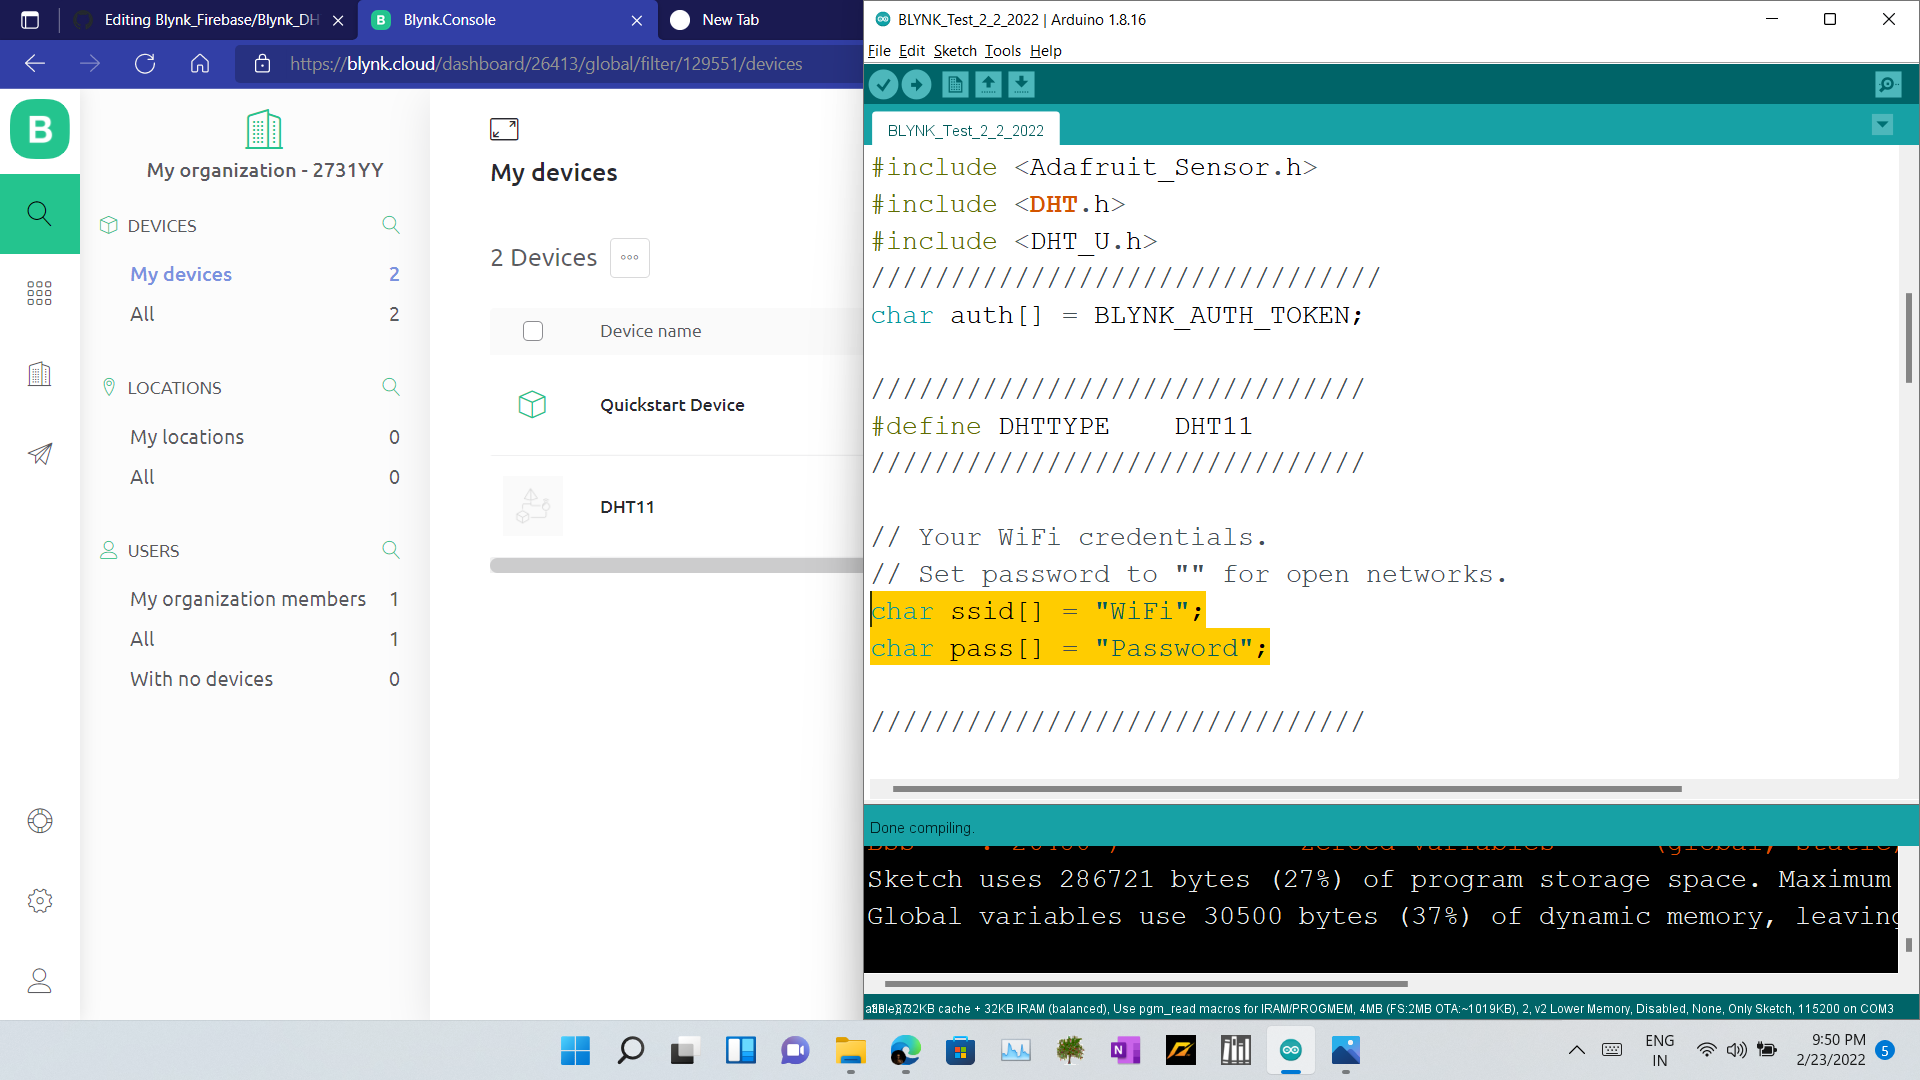 Editing Blynk_Firebase/Blynk_DH
Blynk.Console
New Tab
https://blynk.cloud/dashboard/26413/global/filter/129551/devices
B
My organization - 2731YY
DEVICES
My devices 2
All 2
LOCATIONS
My locations 0
All 0
USERS
My organization members 1
All 1
With no devices 0
My devices
2 Devices
Device name
Quickstart Device
DHT11
BLYNK_Test_2_2_2022 | Arduino 1.8.16
File Edit Sketch Tools Help
BLYNK_Test_2_2_2022
#include <Adafruit_Sensor.h>
#include <DHT.h>
#include <DHT_U.h>
////////////////////////////////
char auth[] = BLYNK_AUTH_TOKEN;
///////////////////////////////
#define DHTTYPE    DHT11
///////////////////////////////
// Your WiFi credentials.
// Set password to "" for open networks.
char ssid[] = "WiFi";
char pass[] = "Password";
///////////////////////////////
Done compiling.
Sketch uses 286721 bytes (27%) of program storage space. Maximum
Global variables use 30500 bytes (37%) of dynamic memory, leaving
32KB cache + 32KB IRAM (balanced), Use pgm_read macros for IRAM/PROGMEM, 4MB (FS:2MB OTA:~1019KB), 2, v2 Lower Memory, Disabled, None, Only Sketch, 115200 on COM3
N
ENG
IN
9:50 PM
2/23/2022
5